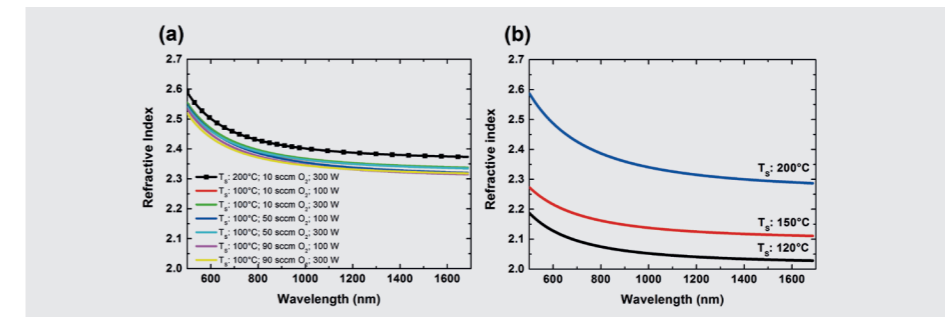 (a)
2.7
2.6
2.5
2.4
2.3
2.2
2.1
2.0
Refractive Index
Tₛ: 200°C; 10 sccm O₂; 300 W
Tₛ: 100°C; 10 sccm O₂; 100 W
Tₛ: 100°C; 10 sccm O₂; 300 W
Tₛ: 100°C; 50 sccm O₂; 100 W
Tₛ: 100°C; 50 sccm O₂; 300 W
Tₛ: 100°C; 90 sccm O₂; 100 W
Tₛ: 100°C; 90 sccm O₂; 300 W
600 800 1000 1200 1400 1600
Wavelength (nm)
(b)
2.7
2.6
2.5
2.4
2.3
2.2
2.1
2.0
Refractive index
Tₛ: 200°C
Tₛ: 150°C
Tₛ: 120°C
600 800 1000 1200 1400 1600
Wavelength (nm)